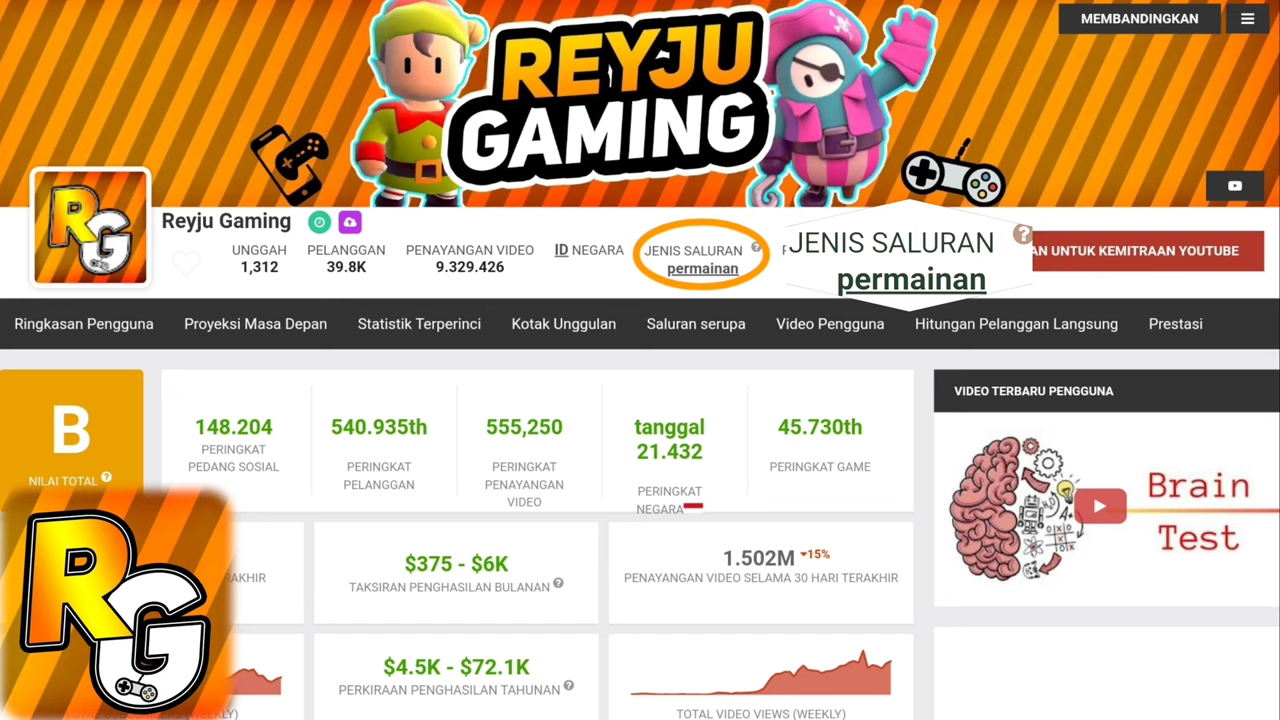 MEMBANDINGKAN
REYJU
GAMING
RG
Reyju Gaming
UNGGAH
1,312
PELANGGAN
39.8K
PENAYANGAN VIDEO
9.329.426
ID NEGARA
JENIS SALURAN ?
permainan
JENIS SALURAN ?
permainan
AN UNTUK KEMITRAAN YOUTUBE
Ringkasan Pengguna Proyeksi Masa Depan Statistik Terperinci Kotak Unggulan Saluran serupa Video Pengguna Hitungan Pelanggan Langsung Prestasi
B
NILAI TOTAL ?
148.204
PERINGKAT
PEDANG SOSIAL
540.935th
PERINGKAT
PELANGGAN
555,250
PERINGKAT
PENAYANGAN
VIDEO
tanggal
21.432
PERINGKAT
NEGARA
45.730th
PERINGKAT GAME
VIDEO TERBARU PENGGUNA
Brain
Test
RAKHIR
$375 - $6K
TAKSIRAN PENGHASILAN BULANAN ?
1.502M 15%
PENAYANGAN VIDEO SELAMA 30 HARI TERAKHIR
RG
$4.5K - $72.1K
PERKIRAAN PENGHASILAN TAHUNAN ?
TOTAL SUBSCRIBERS (WEEKLY)
TOTAL VIDEO VIEWS (WEEKLY)